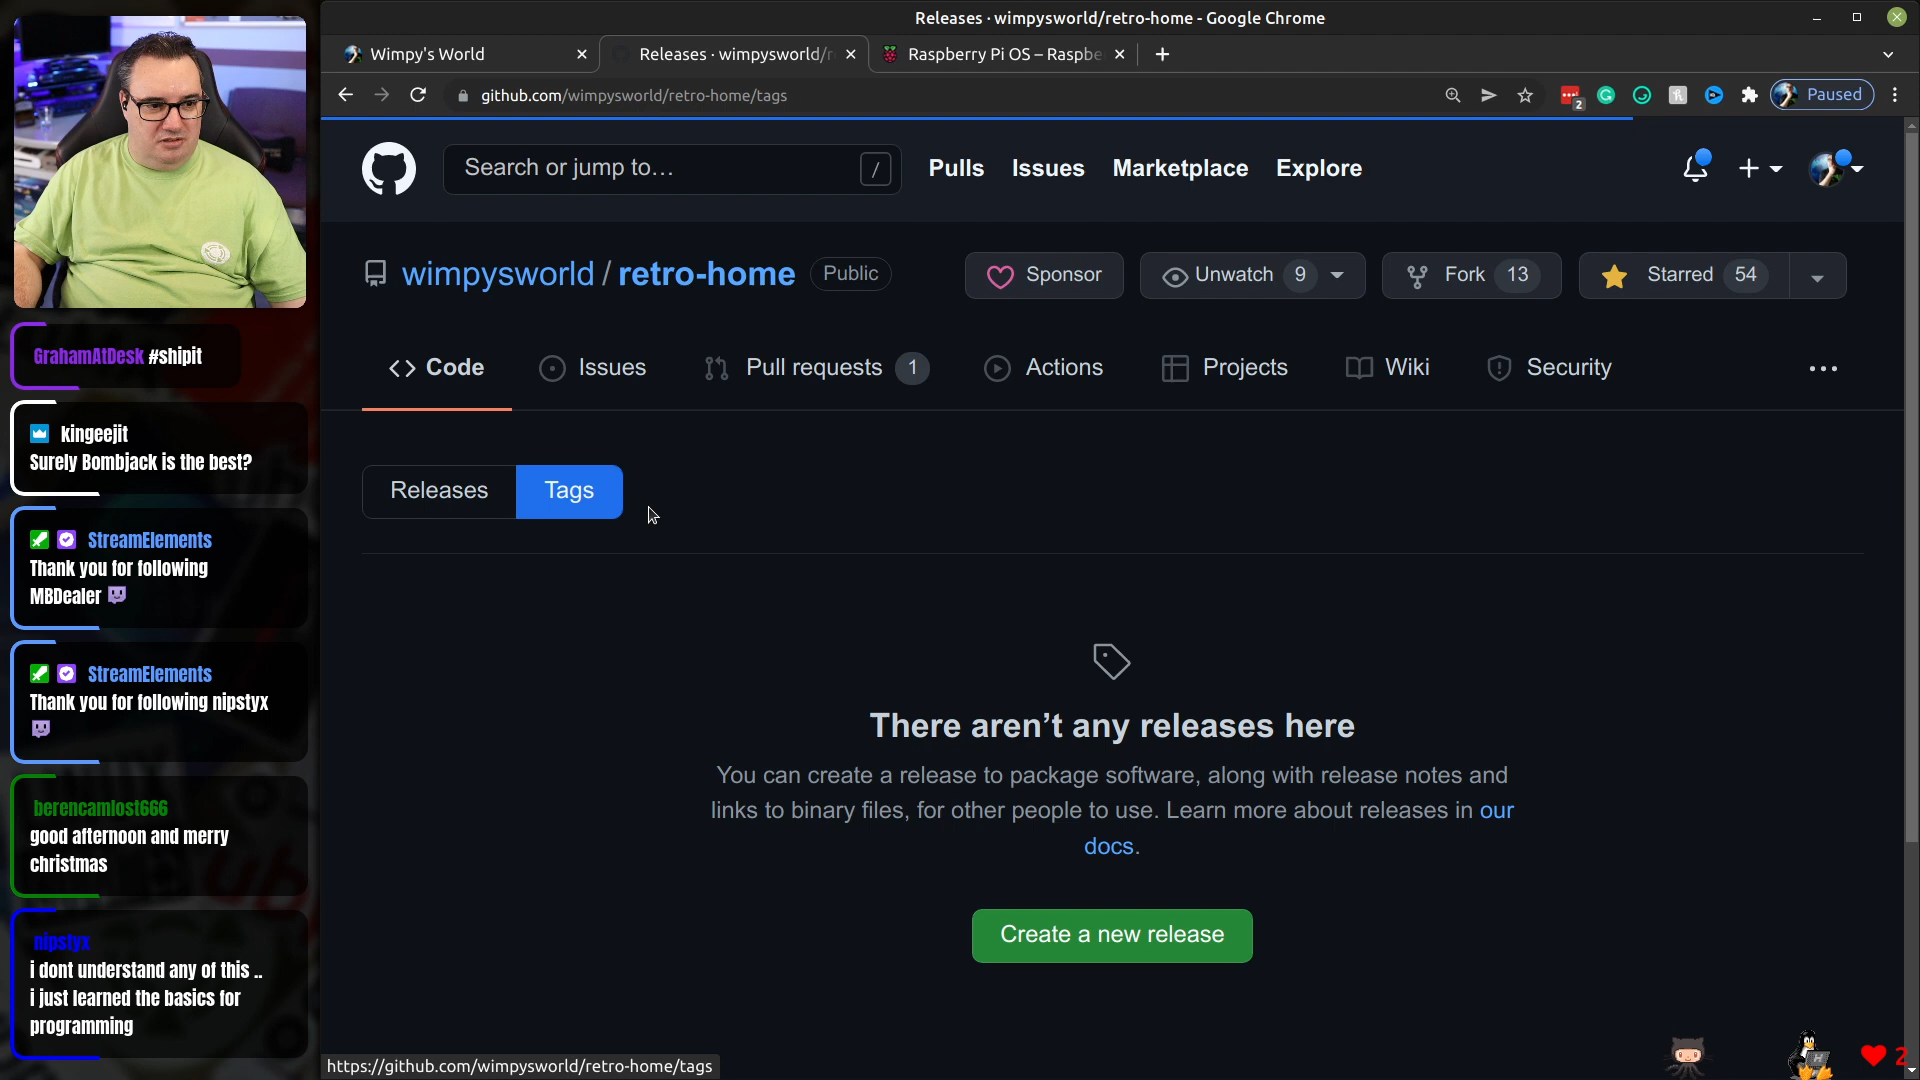 Releases · wimpysworld/retro-home - Google Chrome
Wimpy's World
Releases · wimpysworld/r
Raspberry Pi OS – Raspbe
github.com/wimpysworld/retro-home/tags
2
Paused
Search or jump to…
/
Pulls
Issues
Marketplace
Explore
wimpysworld / retro-home
Public
Sponsor
Unwatch 9
Fork 13
Starred 54
Code
Issues
Pull requests 1
Actions
Projects
Wiki
Security
Releases
Tags
There aren’t any releases here
You can create a release to package software, along with release notes and
links to binary files, for other people to use. Learn more about releases in our
docs.
Create a new release
https://github.com/wimpysworld/retro-home/tags
2
GrahamAtDesk #shipit
kingeejit
Surely Bombjack is the best?
StreamElements
Thank you for following
MBDealer
StreamElements
Thank you for following nipstyx
berencamlost666
good afternoon and merry
christmas
nipstyx
i dont understand any of this ..
i just learned the basics for
programming